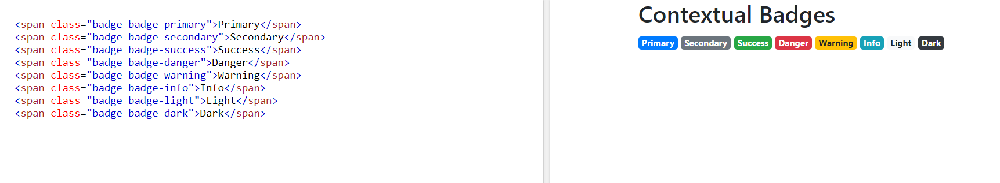 <span class="badge badge-primary">Primary</span>
<span class="badge badge-secondary">Secondary</span>
<span class="badge badge-success">Success</span>
<span class="badge badge-danger">Danger</span>
<span class="badge badge-warning">Warning</span>
<span class="badge badge-info">Info</span>
<span class="badge badge-light">Light</span>
<span class="badge badge-dark">Dark</span>
Contextual Badges
Primary Secondary Success Danger Warning Info Light Dark